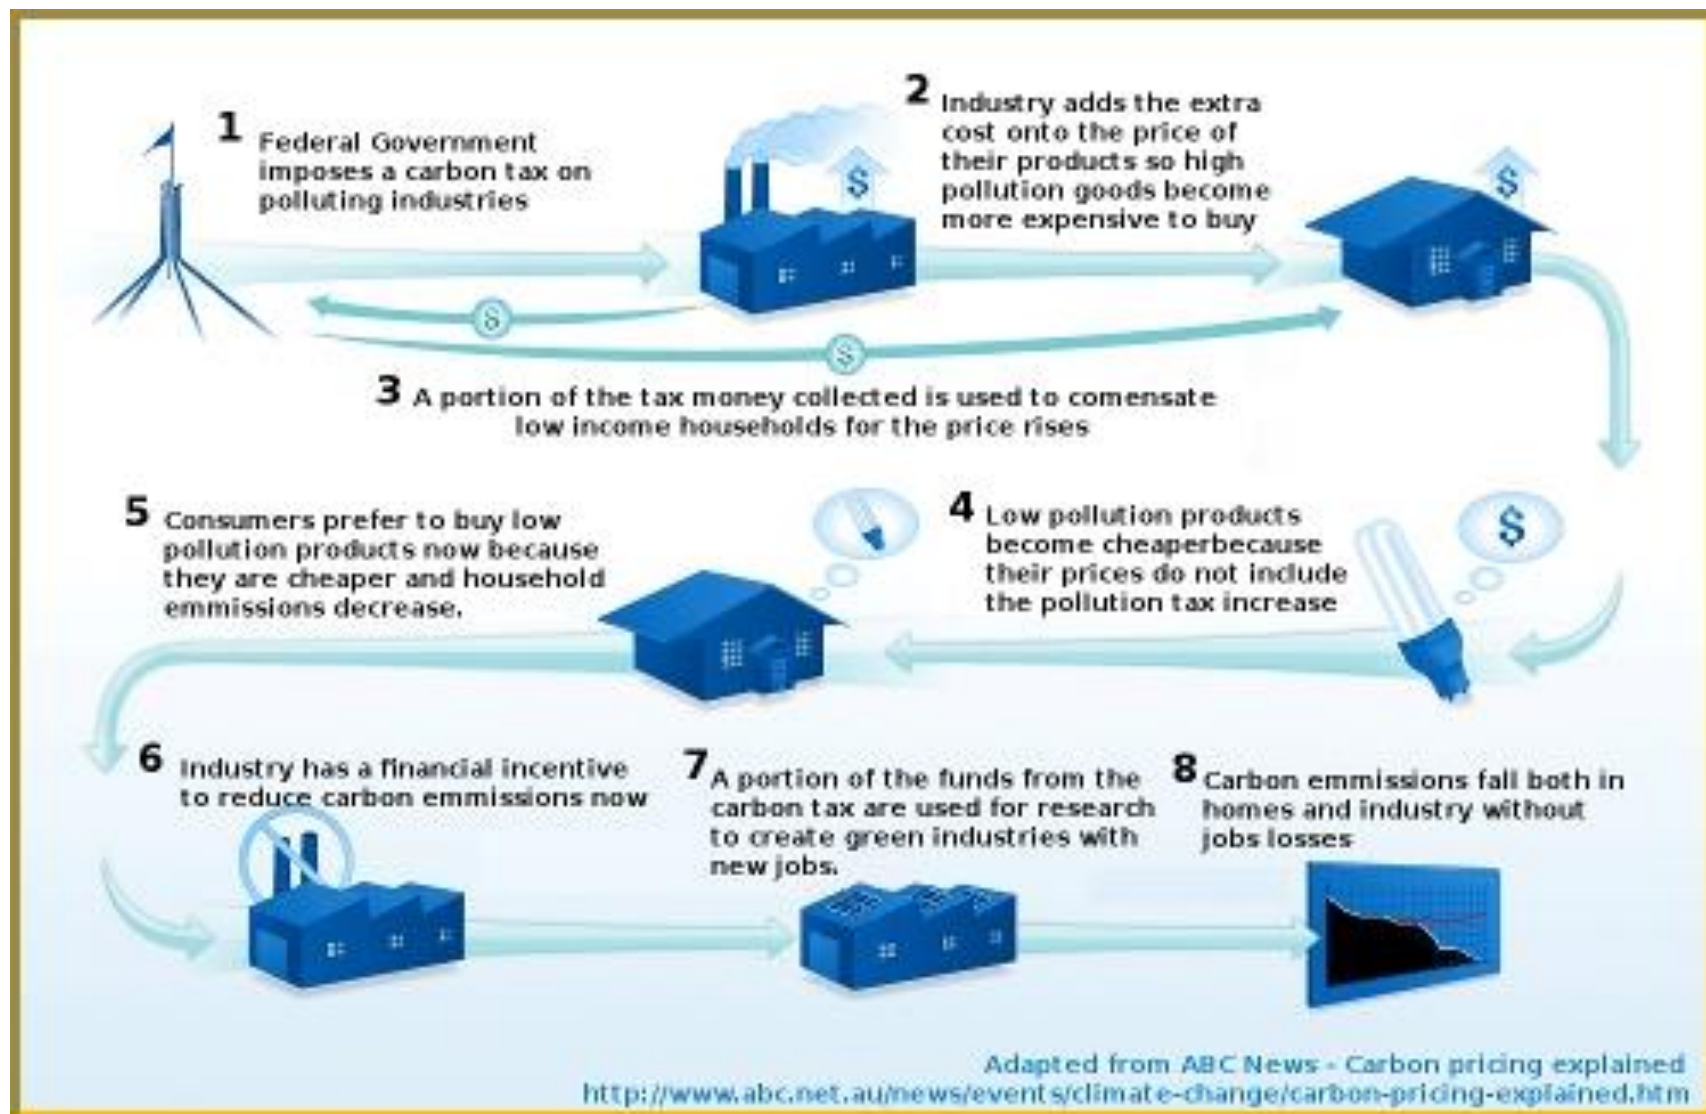 1 Federal Government
imposes a carbon tax on
polluting industries
2 Industry adds the extra
cost onto the price of
their products so high
pollution goods become
more expensive to buy
$
$
$
$
3 A portion of the tax money collected is used to comensate
low income households for the price rises
4 Low pollution products
become cheaperbecause
their prices do not include
the pollution tax increase
$
5 Consumers prefer to buy low
pollution products now because
they are cheaper and household
emmissions decrease.
6 Industry has a financial incentive
to reduce carbon emmissions now
7 A portion of the funds from the
carbon tax are used for research
to create green industries with
new jobs.
8 Carbon emmissions fall both in
homes and industry without
jobs losses
Adapted from ABC News - Carbon pricing explained
http://www.abc.net.au/news/events/climate-change/carbon-pricing-explained.htm